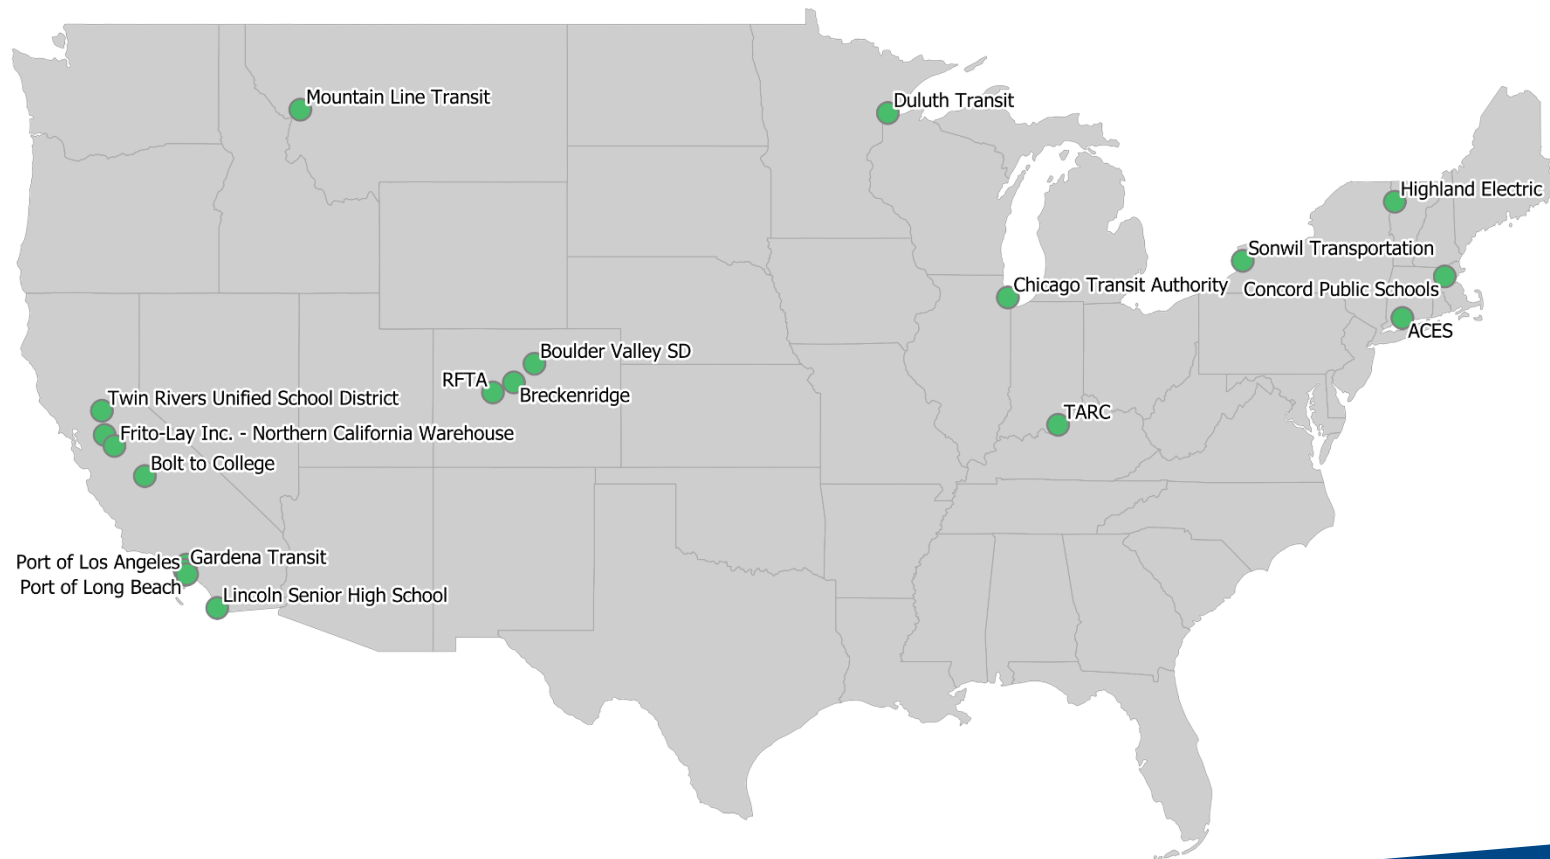 Mountain Line Transit
Duluth Transit
Highland Electric
Sonwil Transportation
Chicago Transit Authority
Concord Public Schools
ACES
Boulder Valley SD
RFTA
Breckenridge
Twin Rivers Unified School District
TARC
Frito-Lay Inc. - Northern California Warehouse
Bolt to College
Port of Los Angeles
Gardena Transit
Port of Long Beach
Lincoln Senior High School